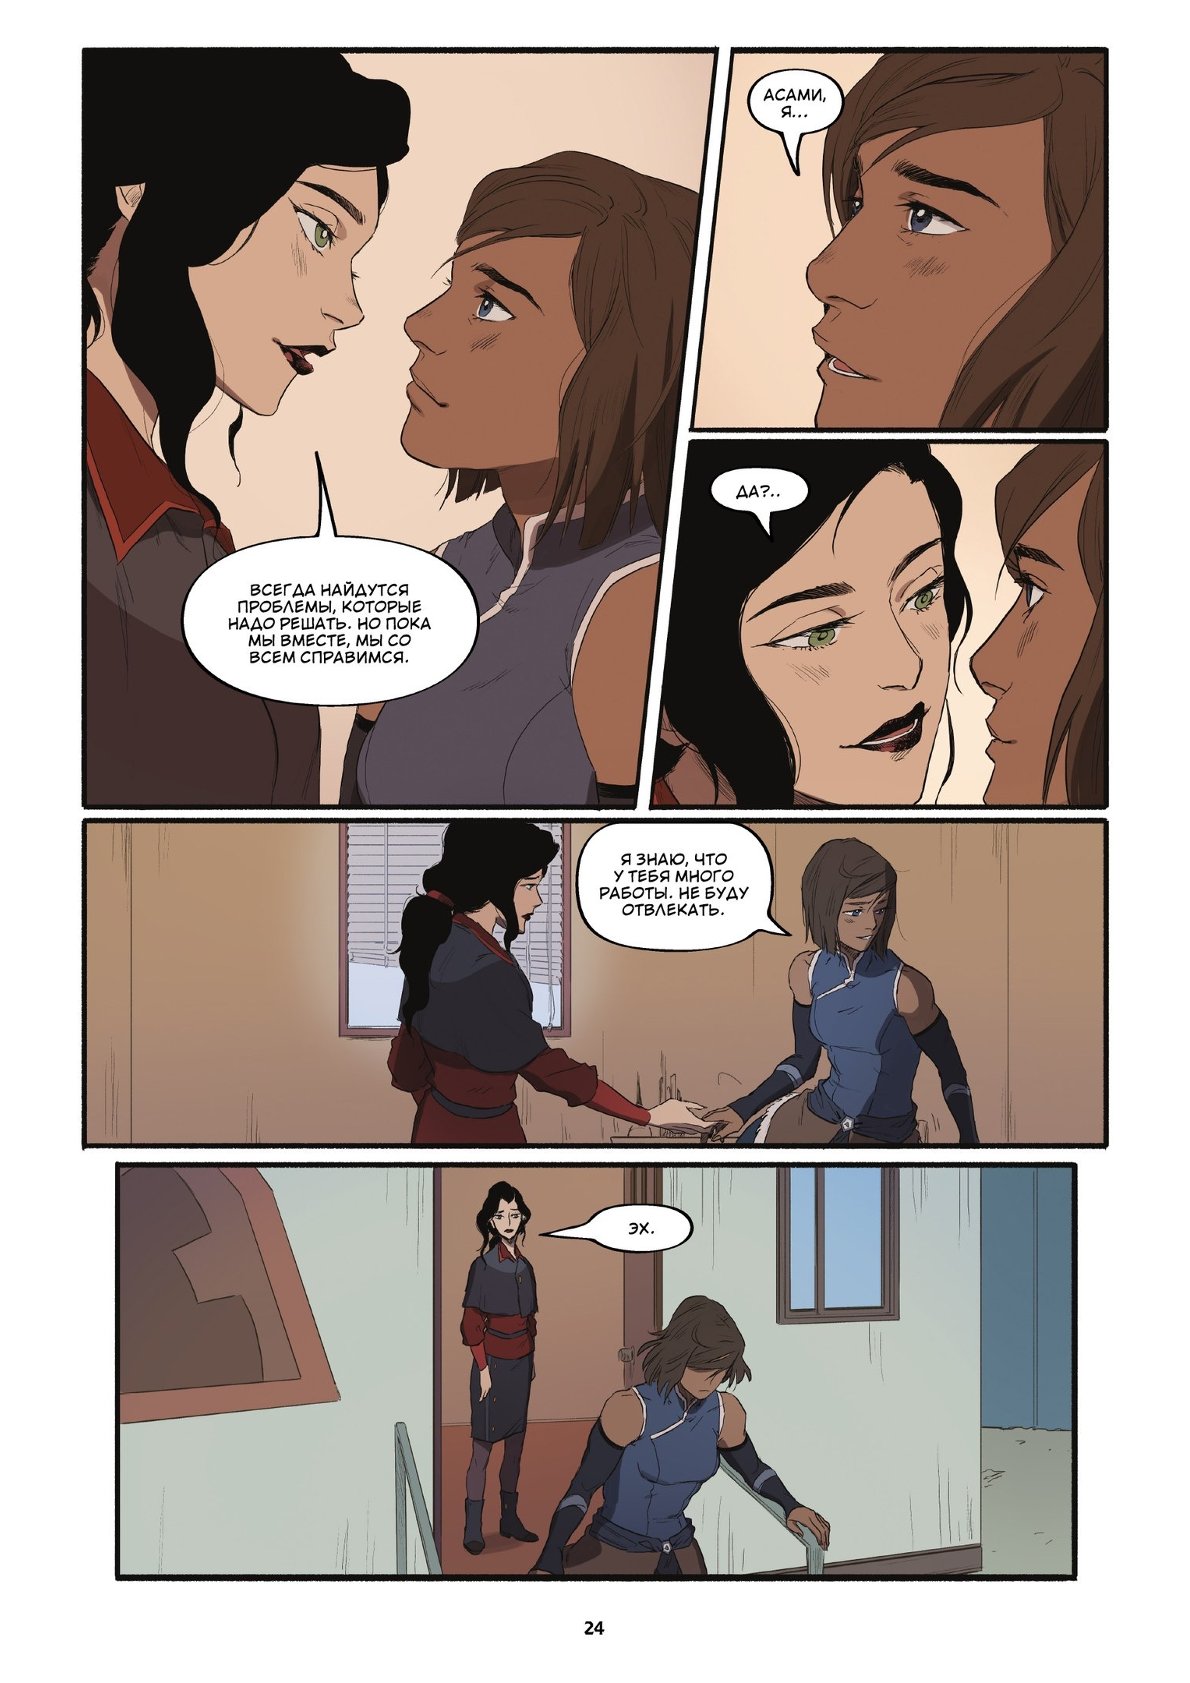 ВСЕГДА НАЙДУТСЯ
ПРОБЛЕМЫ, КОТОРЫЕ
НАДО РЕШАТЬ. НО ПОКА
МЫ ВМЕСТЕ, МЫ СО
ВСЕМ СПРАВИМСЯ.
АСАМИ,
Я...
ДА?..
Я ЗНАЮ, ЧТО
У ТЕБЯ МНОГО
РАБОТЫ. НЕ БУДУ
ОТВЛЕКАТЬ.
ЭХ.
24